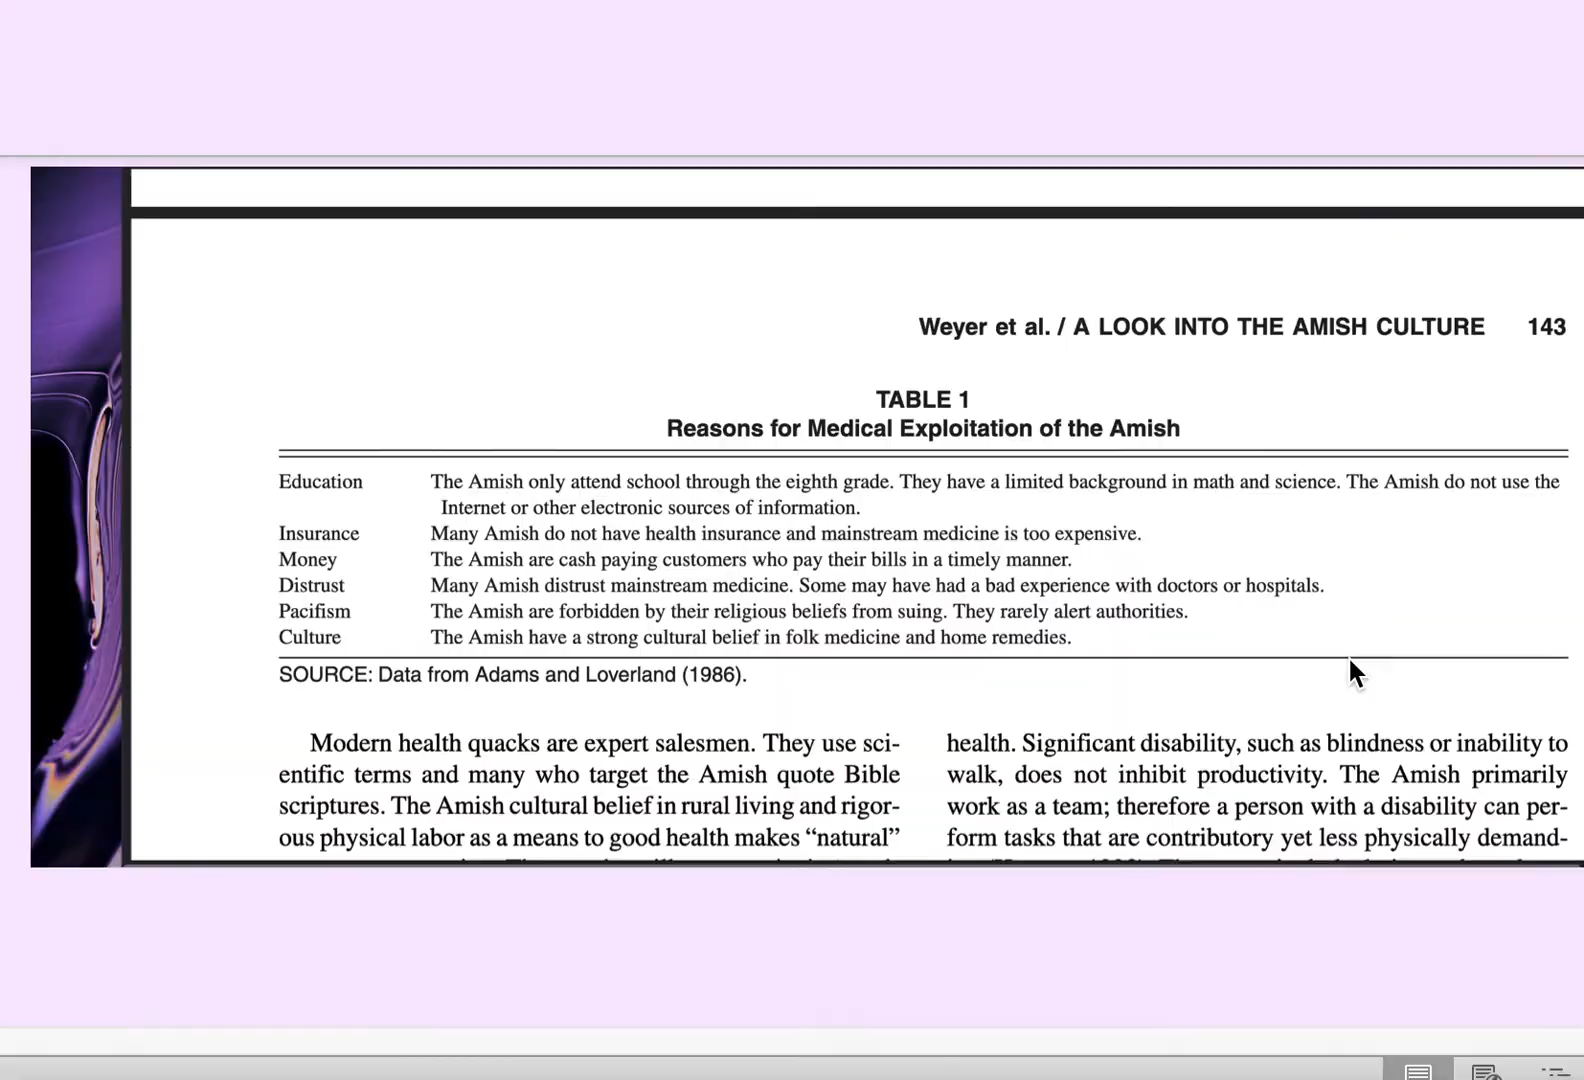 Weyer et al. / A LOOK INTO THE AMISH CULTURE 143
TABLE 1
Reasons for Medical Exploitation of the Amish
Education The Amish only attend school through the eighth grade. They have a limited background in math and science. The Amish do not use the
Internet or other electronic sources of information.
Insurance Many Amish do not have health insurance and mainstream medicine is too expensive.
Money The Amish are cash paying customers who pay their bills in a timely manner.
Distrust Many Amish distrust mainstream medicine. Some may have had a bad experience with doctors or hospitals.
Pacifism The Amish are forbidden by their religious beliefs from suing. They rarely alert authorities.
Culture The Amish have a strong cultural belief in folk medicine and home remedies.
SOURCE: Data from Adams and Loverland (1986).
Modern health quacks are expert salesmen. They use sci-
entific terms and many who target the Amish quote Bible
scriptures. The Amish cultural belief in rural living and rigor-
ous physical labor as a means to good health makes “natural”
health. Significant disability, such as blindness or inability to
walk, does not inhibit productivity. The Amish primarily
work as a team; therefore a person with a disability can per-
form tasks that are contributory yet less physically demand-